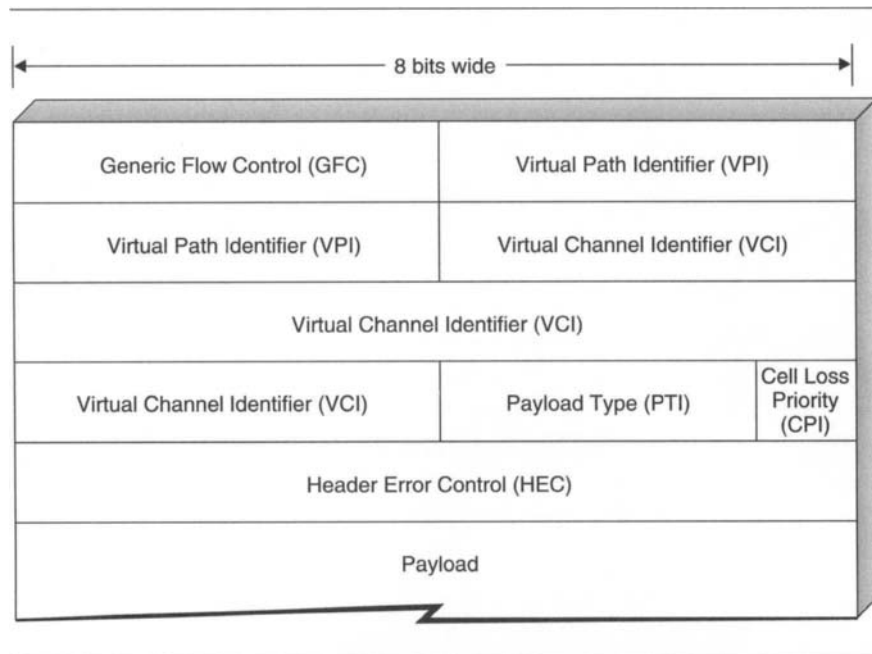 8 bits wide
Generic Flow Control (GFC)
Virtual Path Identifier (VPI)
Virtual Path Identifier (VPI)
Virtual Channel Identifier (VCI)
Virtual Channel Identifier (VCI)
Virtual Channel Identifier (VCI)
Payload Type (PTI)
Cell Loss
Priority
(CPI)
Header Error Control (HEC)
Payload